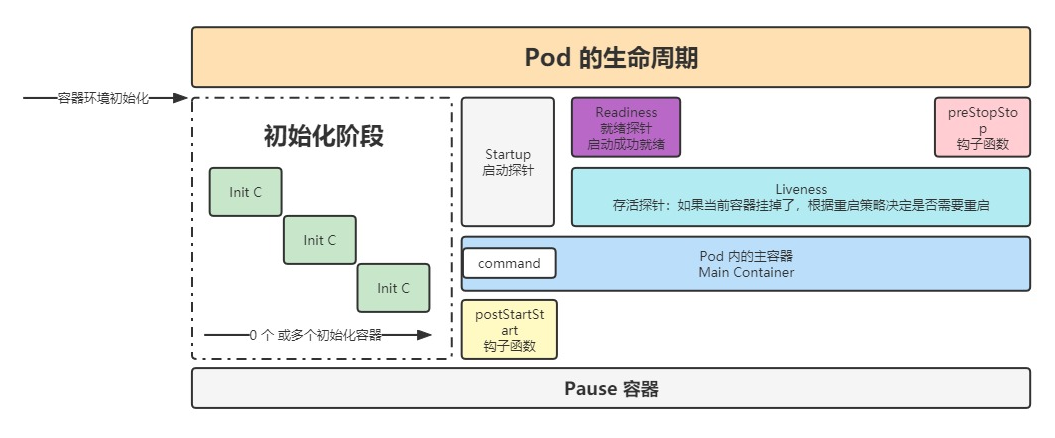 Pod 的生命周期
容器环境初始化
初始化阶段
Init C
Init C
Init C
0 个 或多个初始化容器
Startup
启动探针
Readiness
就绪探针
启动成功就绪
preStopSto
p
钩子函数
Liveness
存活探针：如果当前容器挂掉了，根据重启策略决定是否需要重启
command
Pod 内的主容器
Main Container
postStartSt
art
钩子函数
Pause 容器